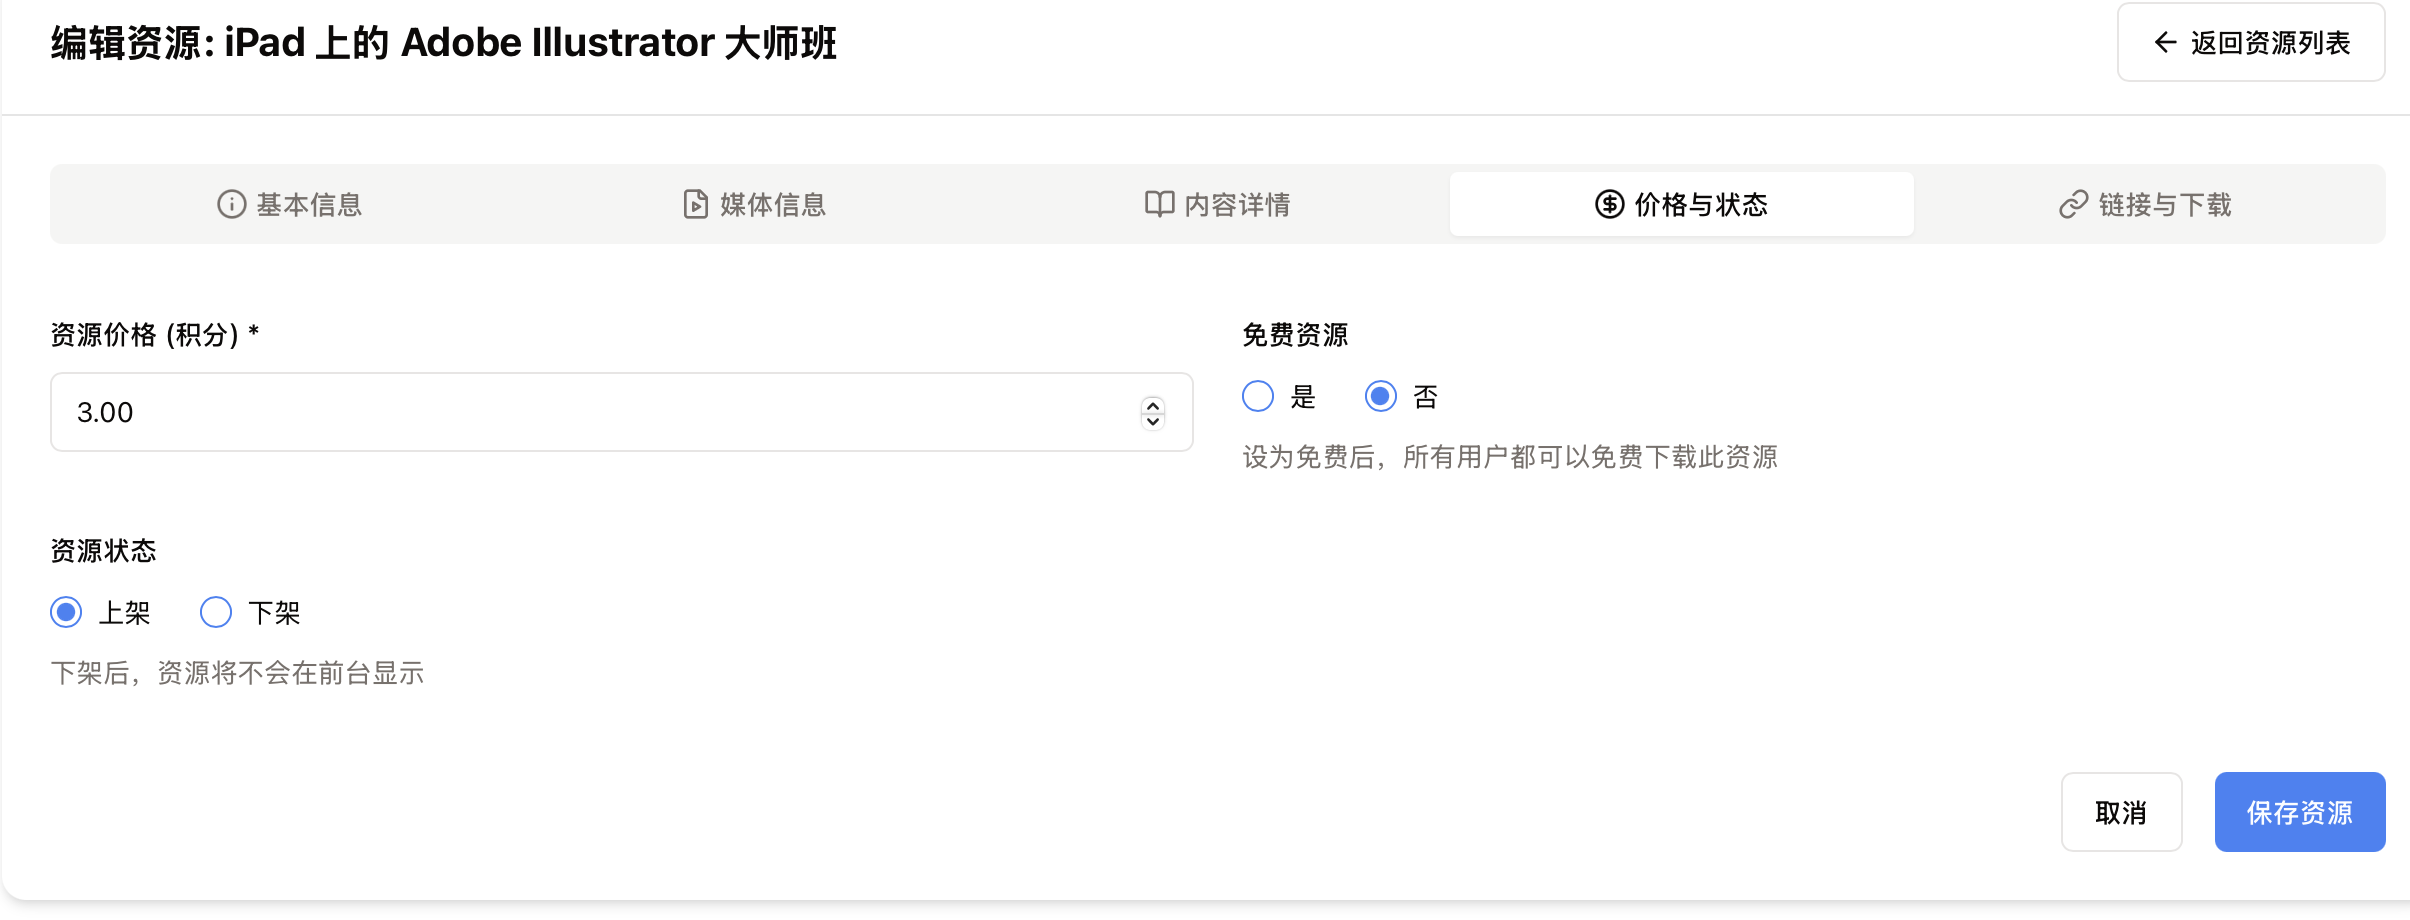 编辑资源: iPad 上的 Adobe Illustrator 大师班
返回资源列表
基本信息
媒体信息
内容详情
价格与状态
链接与下载
资源价格 (积分) *
3.00
免费资源
是
否
设为免费后，所有用户都可以免费下载此资源
资源状态
上架
下架
下架后，资源将不会在前台显示
取消
保存资源